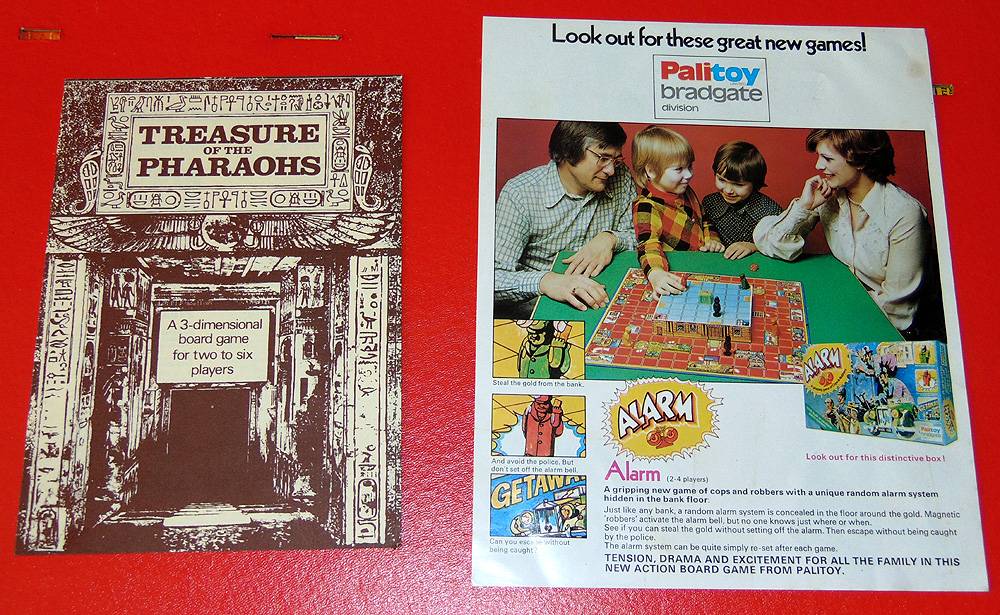 TREASURE
OF THE
PHARAOHS
A 3-dimensional
board game
for two to six
players
Look out for these great new games!
Palitoy
bradgate
division
Steal the gold from the bank.
And avoid the police. But
don't set off the alarm bell.
GETAWAY
Can you escape without
being caught?
ALARM
ALARM
Palitoy
bradgate
Look out for this distinctive box!
Alarm (2-4 players)
A gripping new game of cops and robbers with a unique random alarm system
hidden in the bank floor.
Just like any bank, a random alarm system is concealed in the floor around the gold. Magnetic
'robbers' activate the alarm bell, but no one knows just where or when.
See if you can steal the gold without setting off the alarm. Then escape without being caught
by the police.
The alarm system can be quite simply re-set after each game.
TENSION, DRAMA AND EXCITEMENT FOR ALL THE FAMILY IN THIS
NEW ACTION BOARD GAME FROM PALITOY.